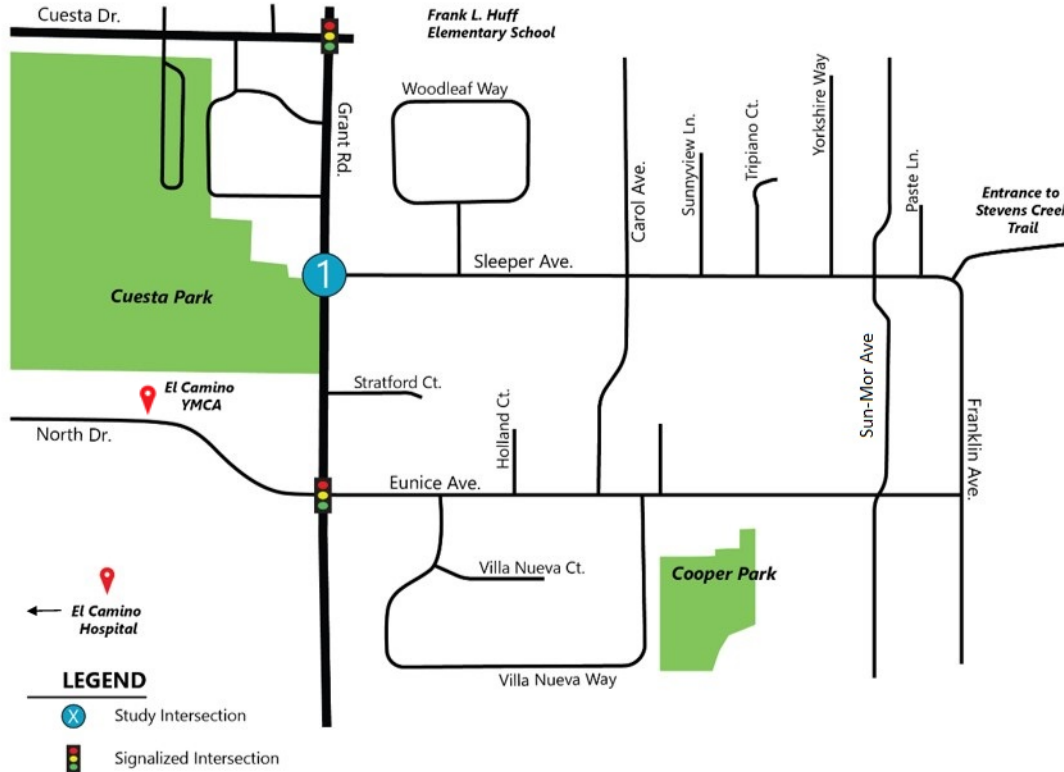 Cuesta Dr.
Frank L. Huff
Elementary School
Grant Rd.
Woodleaf Way
Carol Ave.
Sunnyview Ln.
Tripiano Ct.
Yorkshire Way
Paste Ln.
Entrance to
Stevens Creek
Trail
1
Sleeper Ave.
Cuesta Park
El Camino
YMCA
Stratford Ct.
North Dr.
Holland Ct.
Sun-Mor Ave
Franklin Ave.
Eunice Ave.
Villa Nueva Ct.
Cooper Park
El Camino
Hospital
Villa Nueva Way
LEGEND
X
Study Intersection
Signalized Intersection